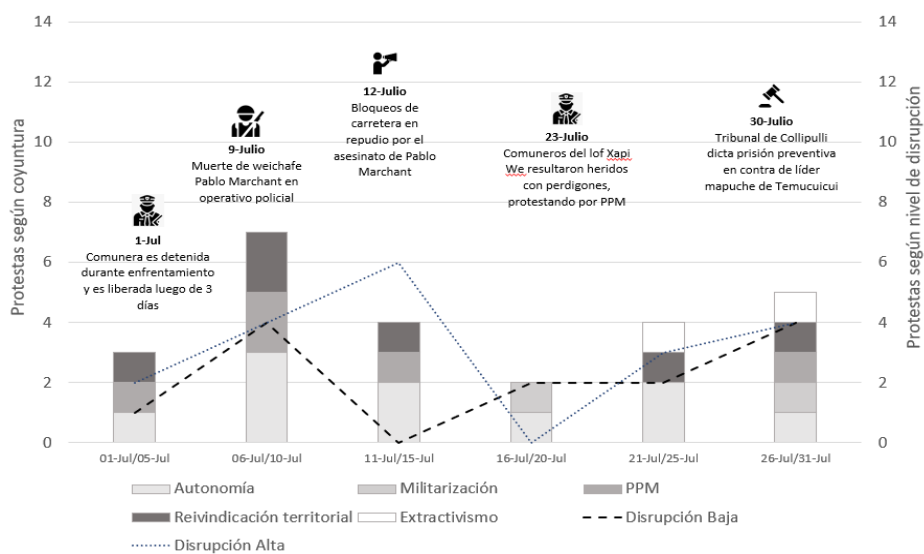 14
12
10
8
6
4
2
0
Protestas según coyuntura
1-Jul
Comunera es detenida
durante enfrentamiento
y es liberada luego de 3
días
9-Julio
Muerte de weichafe
Pablo Marchant en
operativo policial
12-Julio
Bloqueos de
carretera en
repudio por el
asesinato de Pablo
Marchant
23-Julio
Comuneros del lof Xapi
We resultaron heridos
con perdigones,
protestando por PPM
30-Julio
Tribunal de Collipulli
dicta prisión preventiva
en contra de líder
mapuche de Temucuicui
14
12
10
8
6
4
2
0
Protestas según nivel de disrupción
01-Jul/05-Jul
06-Jul/10-Jul
11-Jul/15-Jul
16-Jul/20-Jul
21-Jul/25-Jul
26-Jul/31-Jul
Autonomía
Militarización
PPM
Reivindicación territorial
Extractivismo
Disrupción Baja
Disrupción Alta